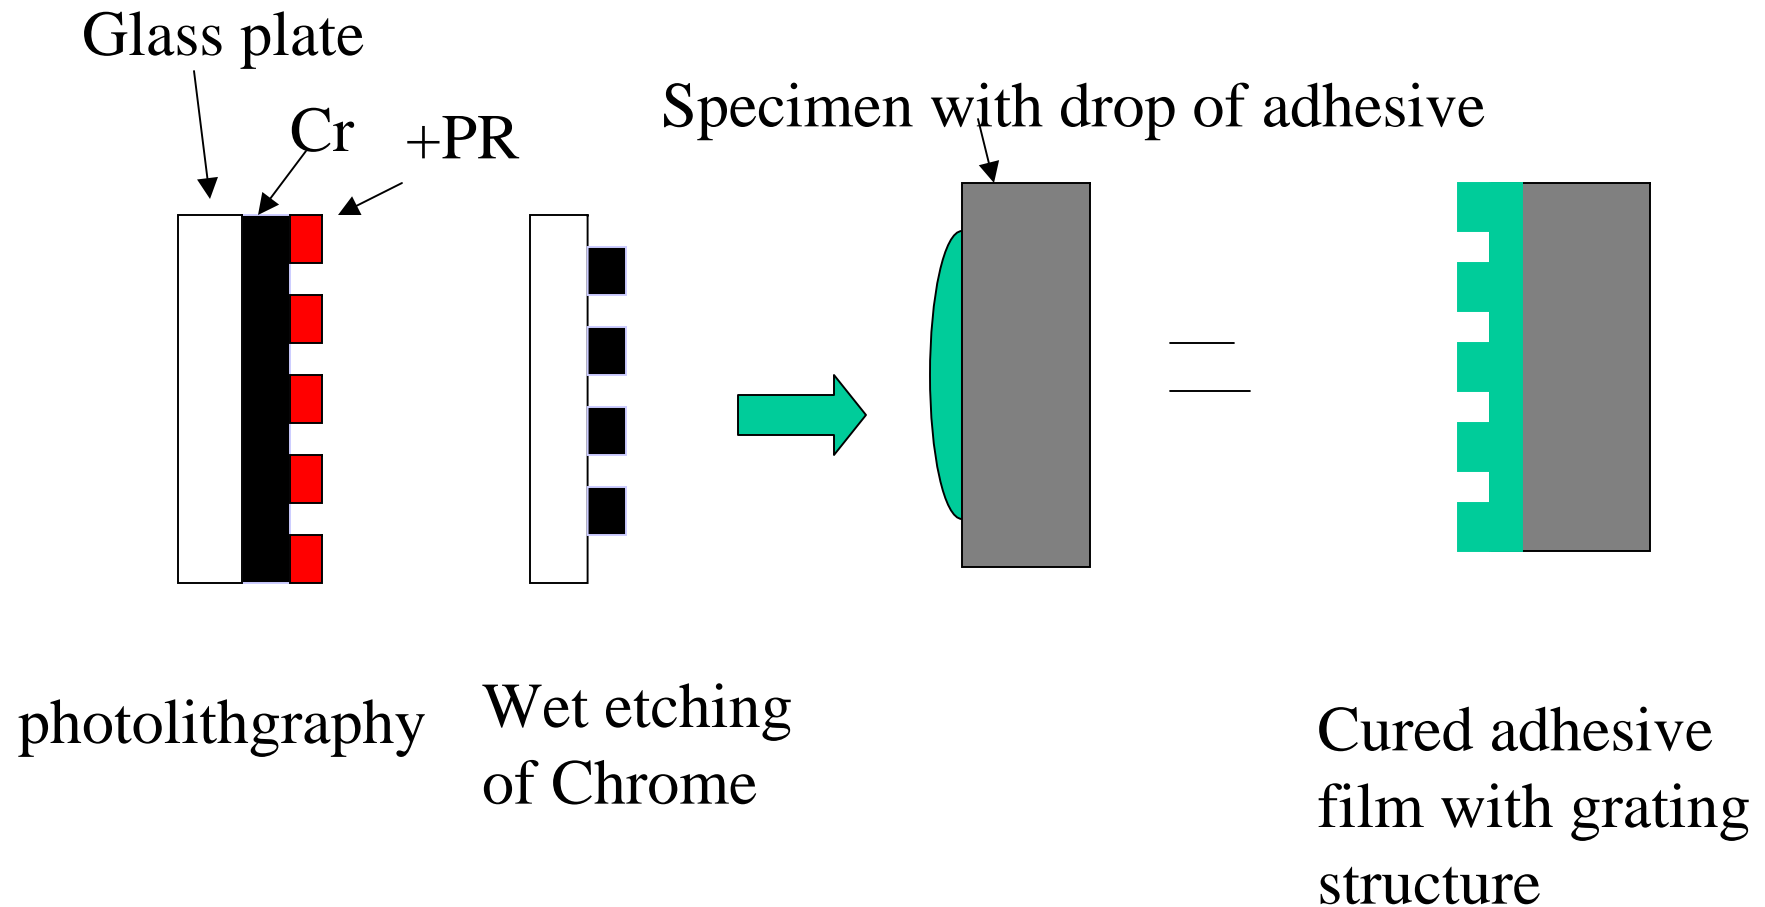 Glass plate
Cr
+PR
Specimen with drop of adhesive
photolithgraphy
Wet etching
of Chrome
Cured adhesive
film with grating
structure